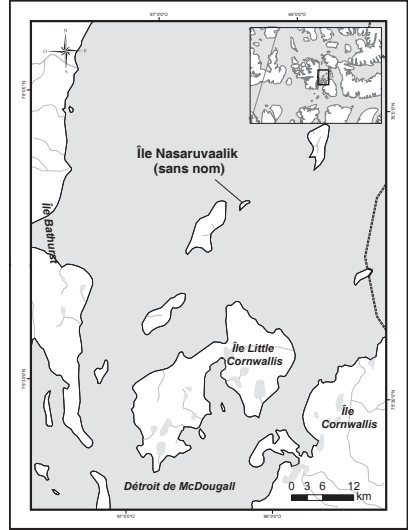 N
O
E
S
Île Nasaruvaalik
(sans nom)
Île Bathurst
Île Little
Cornwallis
Île
Cornwallis
Détroit de McDougall
0 3 6 12
km